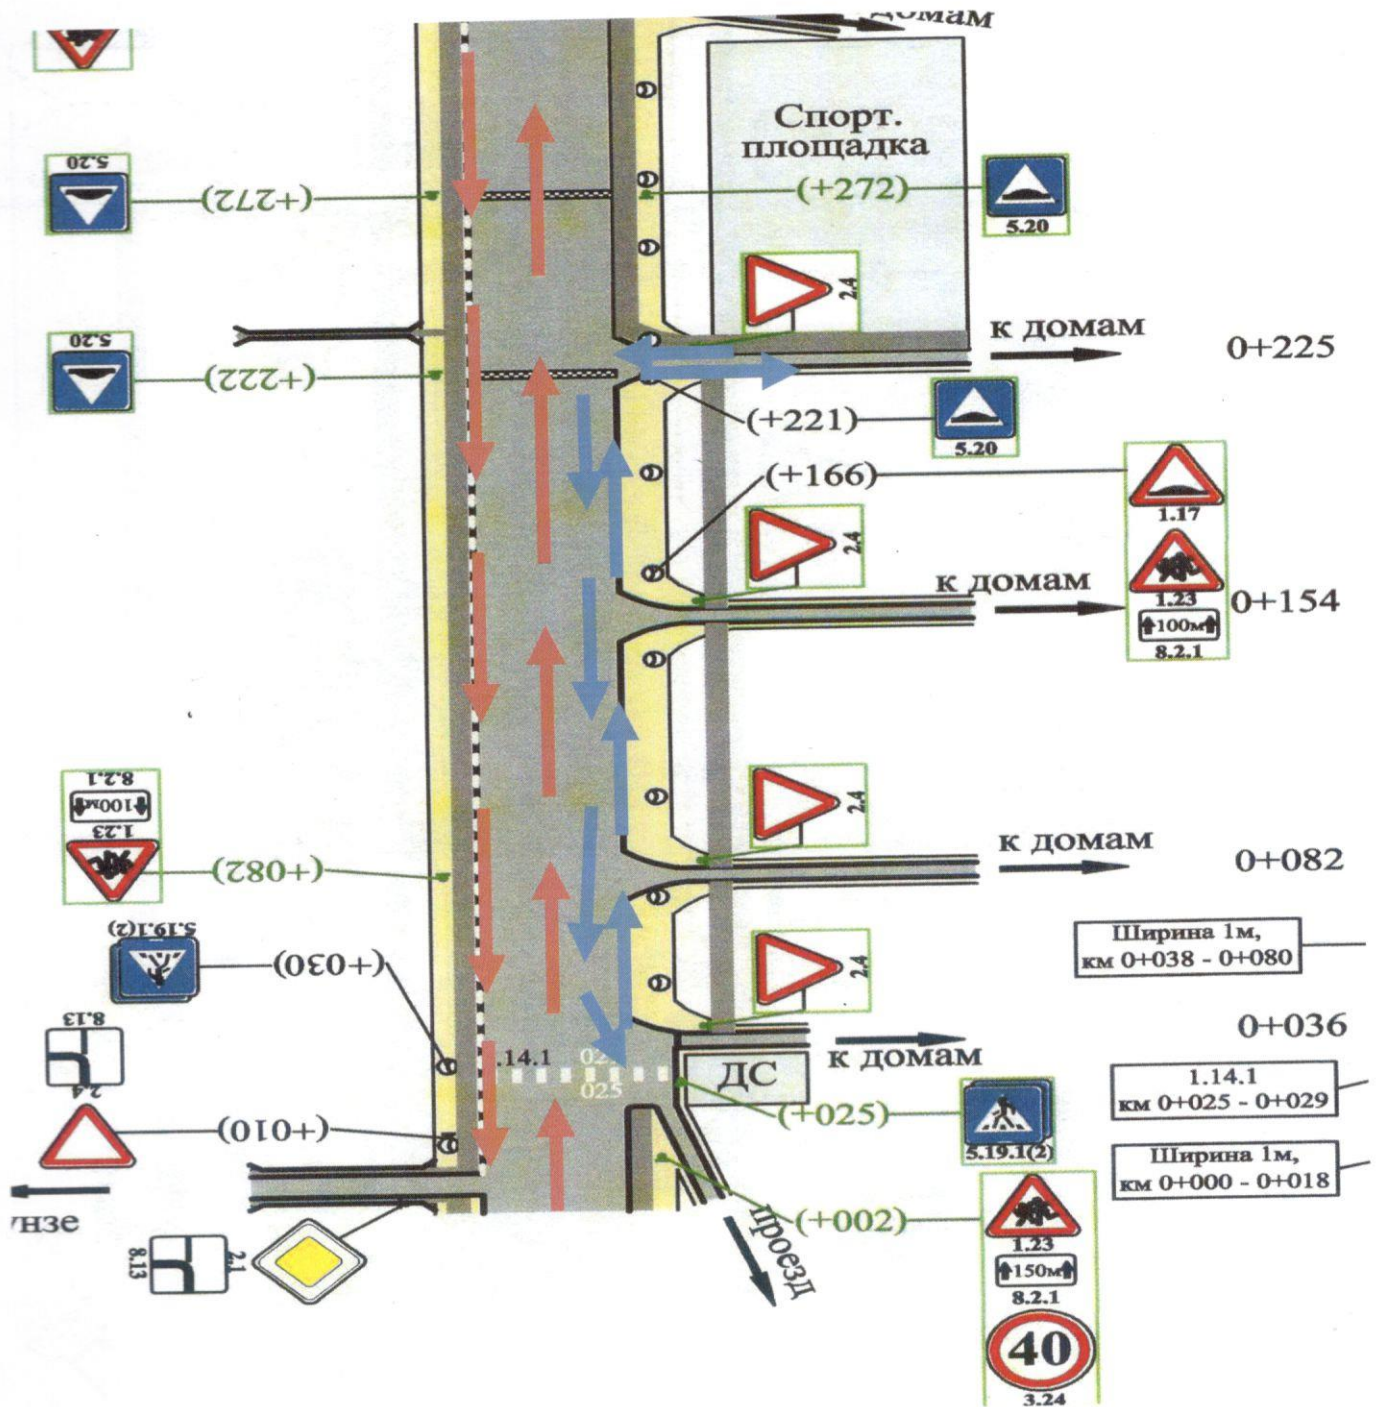 к домам
5.20
(+272)
Спорт.
площадка
(+272)
5.20
2.4
к домам
0+225
5.20
(+222)
(+221)
5.20
(+166)
1.17
2.4
к домам
1.23
0+154
100м
8.2.1
8.2.1
100м
1.23
2.4
(+082)
к домам
0+082
5.19.1(2)
(+030)
2.4
Ширина 1м,
км 0+038 - 0+080
0+036
8.13
2.4
.14.1
025
ДС
к домам
1.14.1
км 0+025 - 0+029
(+010)
(+025)
5.19.1(2)
Ширина 1м,
км 0+000 - 0+018
унзе
2.1
8.13
(+002)
проезд
1.23
150м
8.2.1
40
3.24